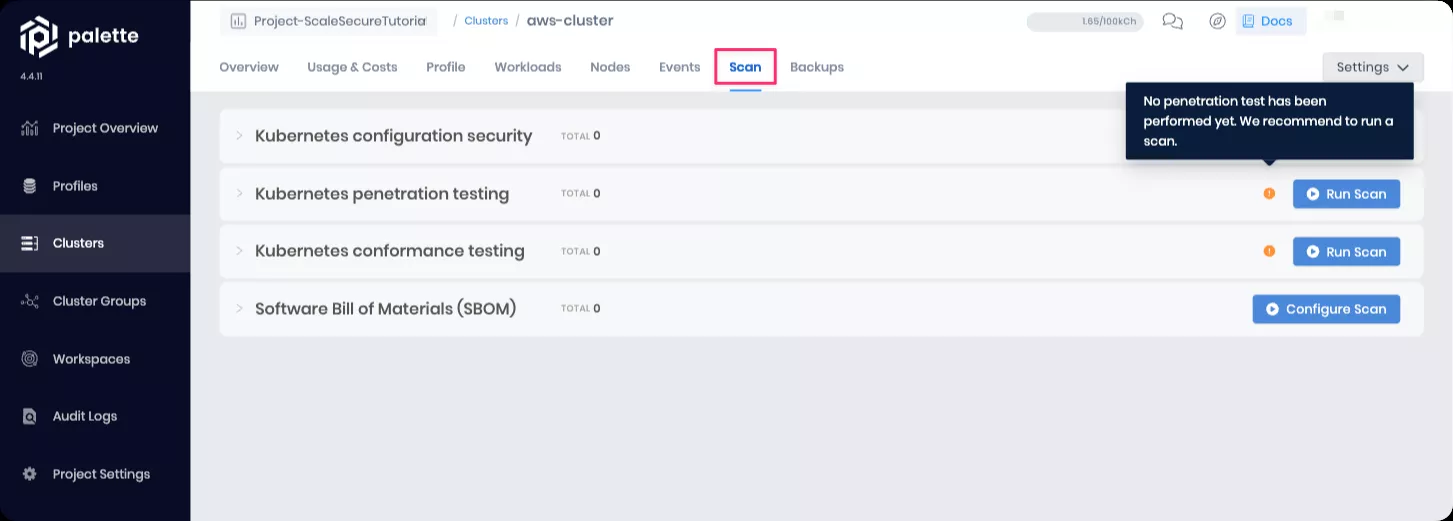 palette
4.4.11
Project Overview
Profiles
Clusters
Cluster Groups
Workspaces
Audit Logs
Project Settings
Project-ScaleSecureTutorial / Clusters / aws-cluster
1.65/100kCh
Docs
Overview Usage & Costs Profile Workloads Nodes Events Scan Backups
Settings
No penetration test has been
performed yet. We recommend to run a
scan.
Kubernetes configuration security TOTAL 0
Kubernetes penetration testing TOTAL 0 Run Scan
Kubernetes conformance testing TOTAL 0 Run Scan
Software Bill of Materials (SBOM) TOTAL 0 Configure Scan